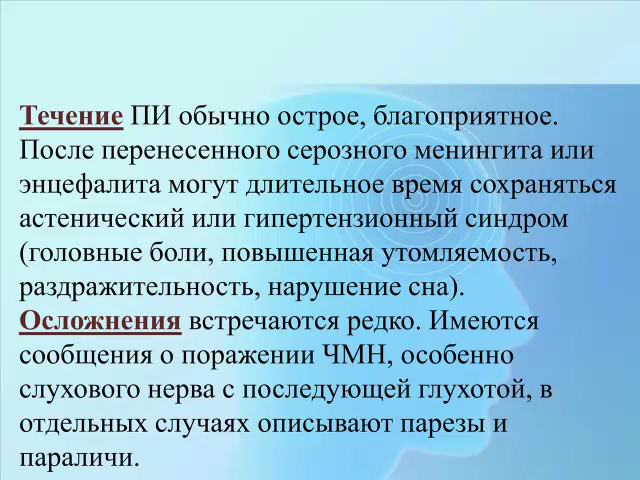 Течение ПИ обычно острое, благоприятное.
После перенесенного серозного менингита или
энцефалита могут длительное время сохраняться
астенический или гипертензионный синдром
(головные боли, повышенная утомляемость,
раздражительность, нарушение сна).
Осложнения встречаются редко. Имеются
сообщения о поражении ЧМН, особенно
слухового нерва с последующей глухотой, в
отдельных случаях описывают парезы и
параличи.